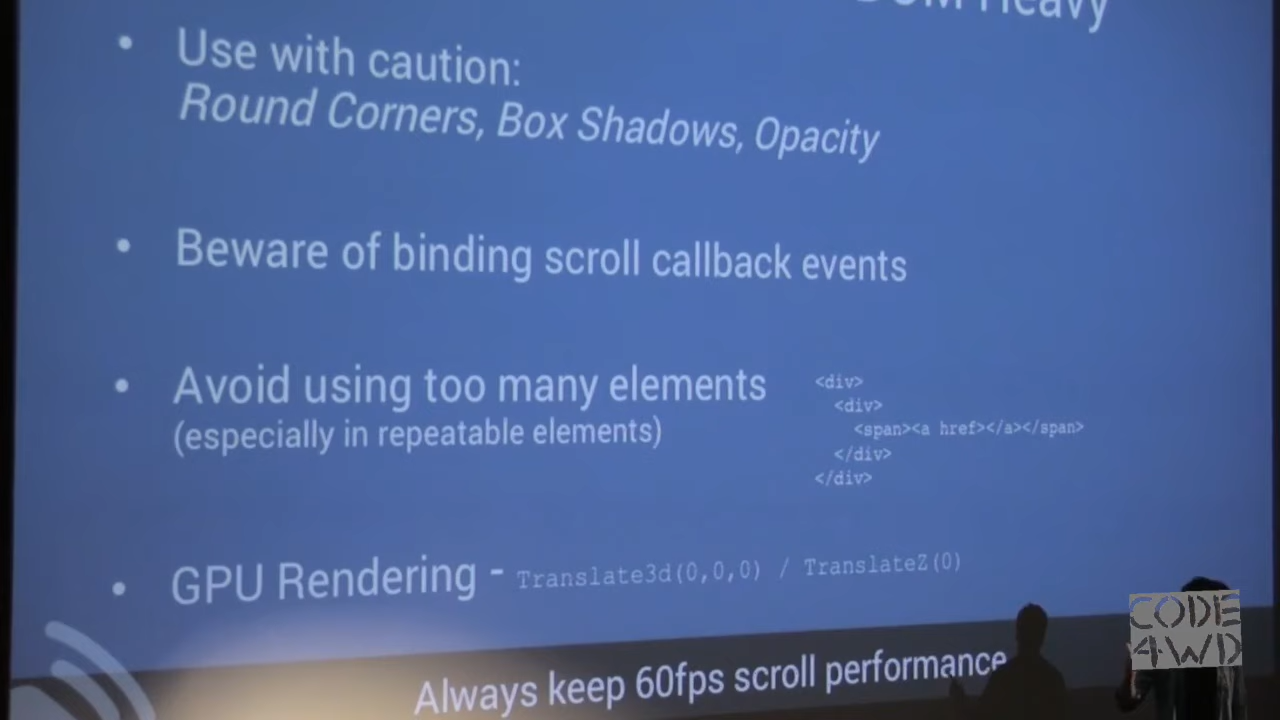 DOM Heavy
• Use with caution:
Round Corners, Box Shadows, Opacity
• Beware of binding scroll callback events
• Avoid using too many elements
(especially in repeatable elements)
<div>
<div>
<span><a href></a></span>
</div>
</div>
• GPU Rendering - Translate3d(0,0,0) / TranslateZ(0)
Always keep 60fps scroll performance
CODE
4WD